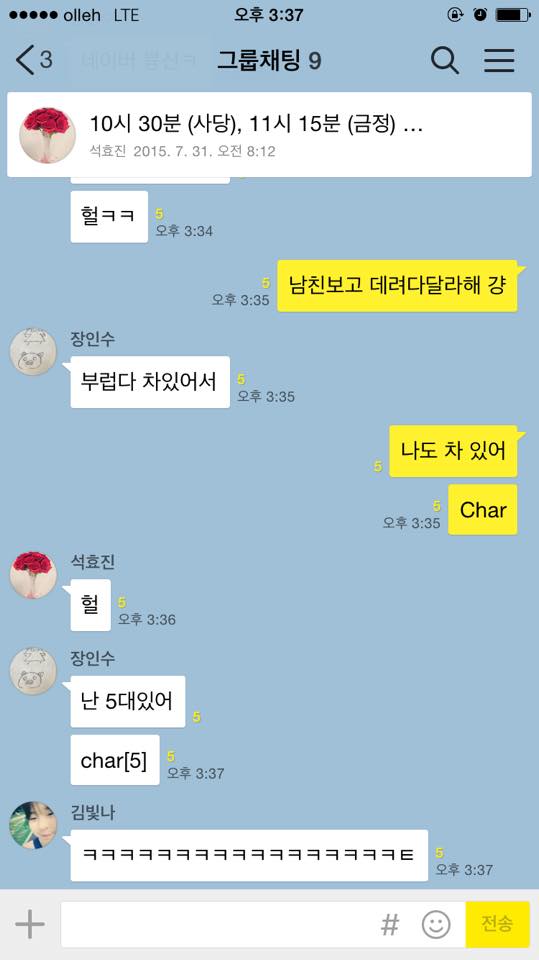 olleh LTE 오후 3:37
3 네이버 뿜션ㅋ 그룹채팅 9
10시 30분 (사당), 11시 15분 (금정) ...
석효진 2015. 7. 31. 오전 8:12
헐ㅋㅋ
5
오후 3:34
남친보고 데려다달라해 걍
5
오후 3:35
장인수
부럽다 차있어서
5
오후 3:35
나도 차 있어
5
Char
5
오후 3:35
석효진
헐
5
오후 3:36
장인수
난 5대있어
5
char[5]
5
오후 3:37
김빛나
ㅋㅋㅋㅋㅋㅋㅋㅋㅋㅋㅋㅋㅋㅋㅋㅋㅋㅌ
5
오후 3:37
# 전송